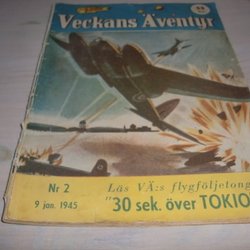 Veckans Äventyr
Nr 2
9 jan. 1945
Läs VÄ:s flygföljetong
"30 sek. över TOKIO